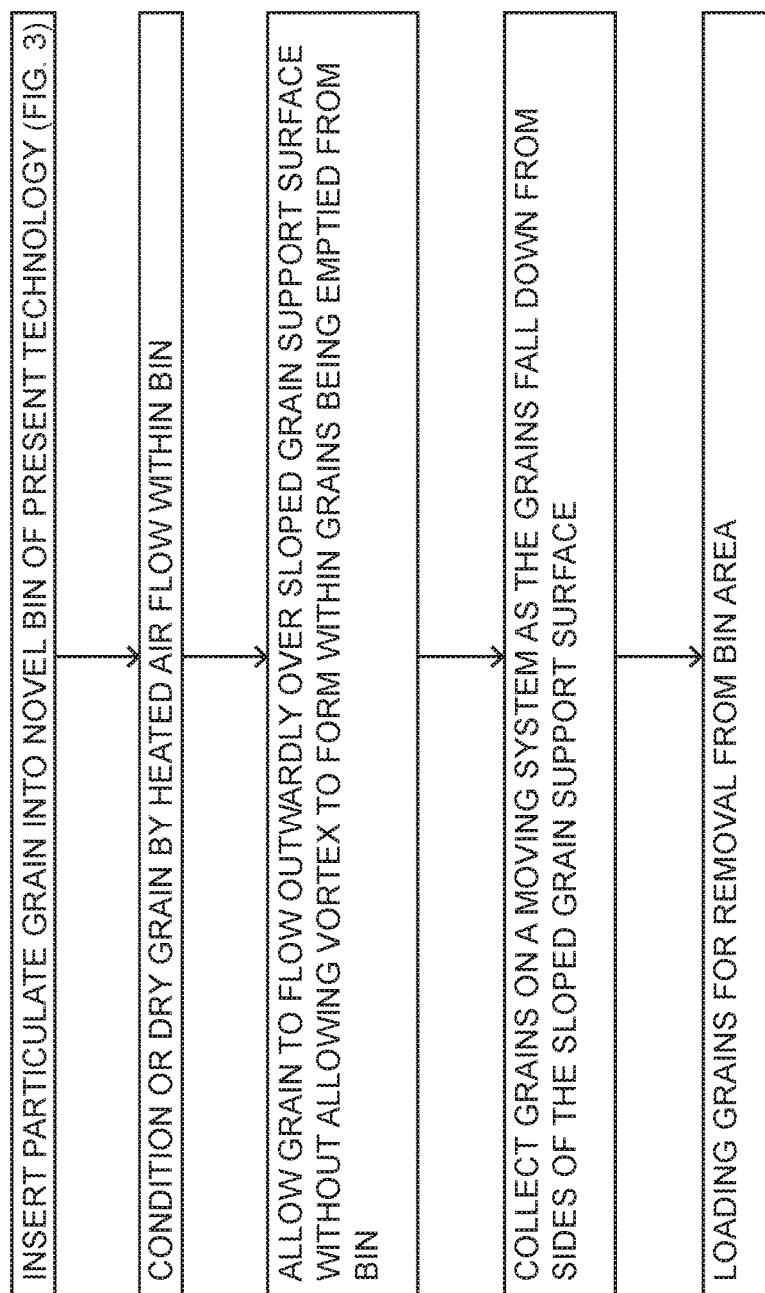 INSERT PARTICULATE GRAIN INTO NOVEL BIN OF PRESENT TECHNOLOGY (FIG. 3)
CONDITION OR DRY GRAIN BY HEATED AIR FLOW WITHIN BIN
ALLOW GRAIN TO FLOW OUTWARDLY OVER SLOPED GRAIN SUPPORT SURFACE
WITHOUT ALLOWING VORTEX TO FORM WITHIN GRAINS BEING EMPTIED FROM
BIN
COLLECT GRAINS ON A MOVING SYSTEM AS THE GRAINS FALL DOWN FROM
SIDES OF THE SLOPED GRAIN SUPPORT SURFACE
LOADING GRAINS FOR REMOVAL FROM BIN AREA